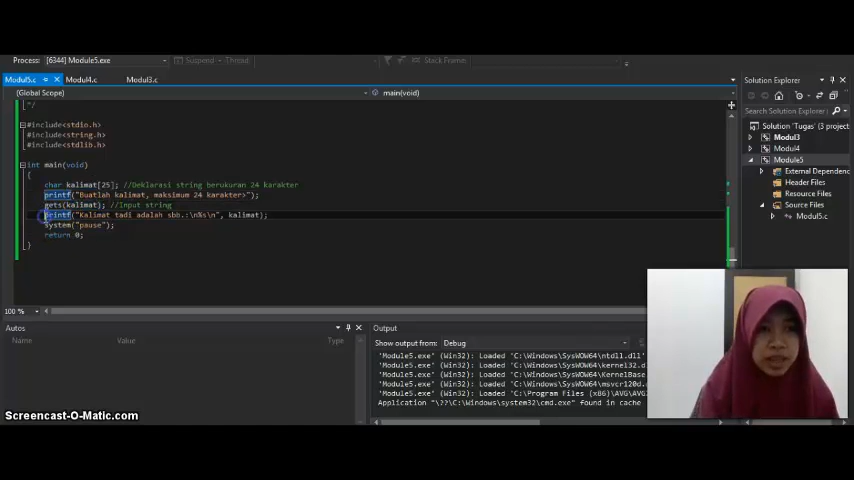 Process: [6344] Module5.exe Suspend Thread Stack Frame:
Modul5.c Modul4.c Modul3.c
(Global Scope) main(void)
*/
#include<stdio.h>
#include<string.h>
#include<stdlib.h>
int main(void)
{
char kalimat[25]; //Deklarasi string berukuran 24 karakter
printf("Buatlah kalimat, maksimum 24 karakter>");
gets(kalimat); //Input string
printf("Kalimat tadi adalah sbb.:\n%s\n", kalimat);
system("pause");
return 0;
}
100 %
Solution Explorer
Search Solution Explorer
Solution 'Tugas' (3 projec
Modul3
Modul4
Module5
External Dependenc
Header Files
Resource Files
Source Files
Modul5.c
Autos
Name Value Type
Output
Show output from: Debug
'Module5.exe' (Win32): Loaded 'C:\Windows\SysWOW64\ntdll.dll'
'Module5.exe' (Win32): Loaded 'C:\Windows\SysWOW64\kernel32.d
'Module5.exe' (Win32): Loaded 'C:\Windows\SysWOW64\KernelBase
'Module5.exe' (Win32): Loaded 'C:\Windows\SysWOW64\msvcr120d.
'Module5.exe' (Win32): Loaded 'C:\Program Files (x86)\AVG\AVG
Application "\??\C:\Windows\system32\cmd.exe" found in cache
Screencast-O-Matic.com